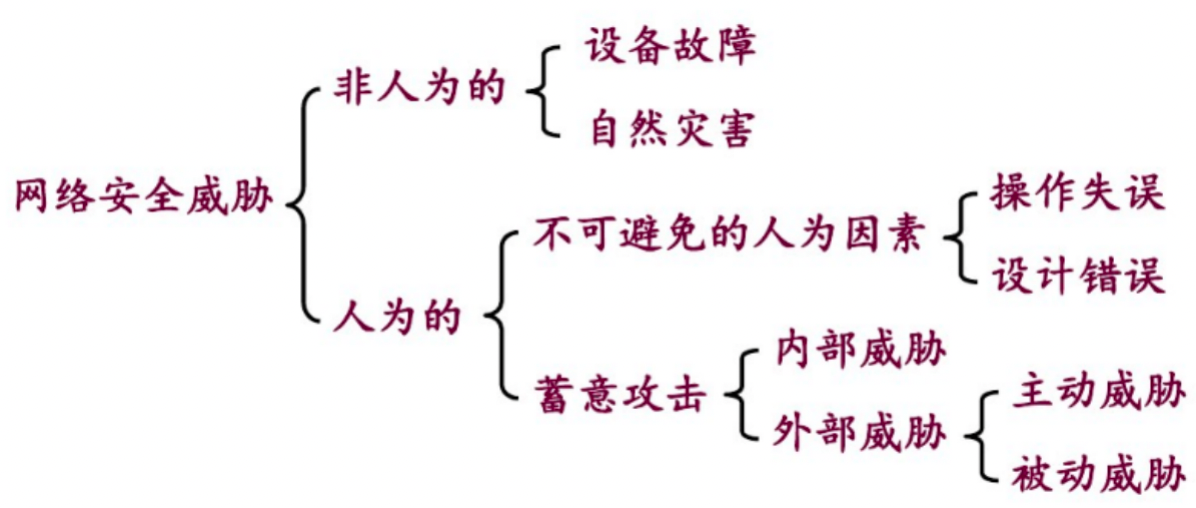 设备故障
非人为的
自然灾害
网络安全威胁
操作失误
不可避免的人为因素
设计错误
人为的
内部威胁
蓄意攻击
主动威胁
外部威胁
被动威胁